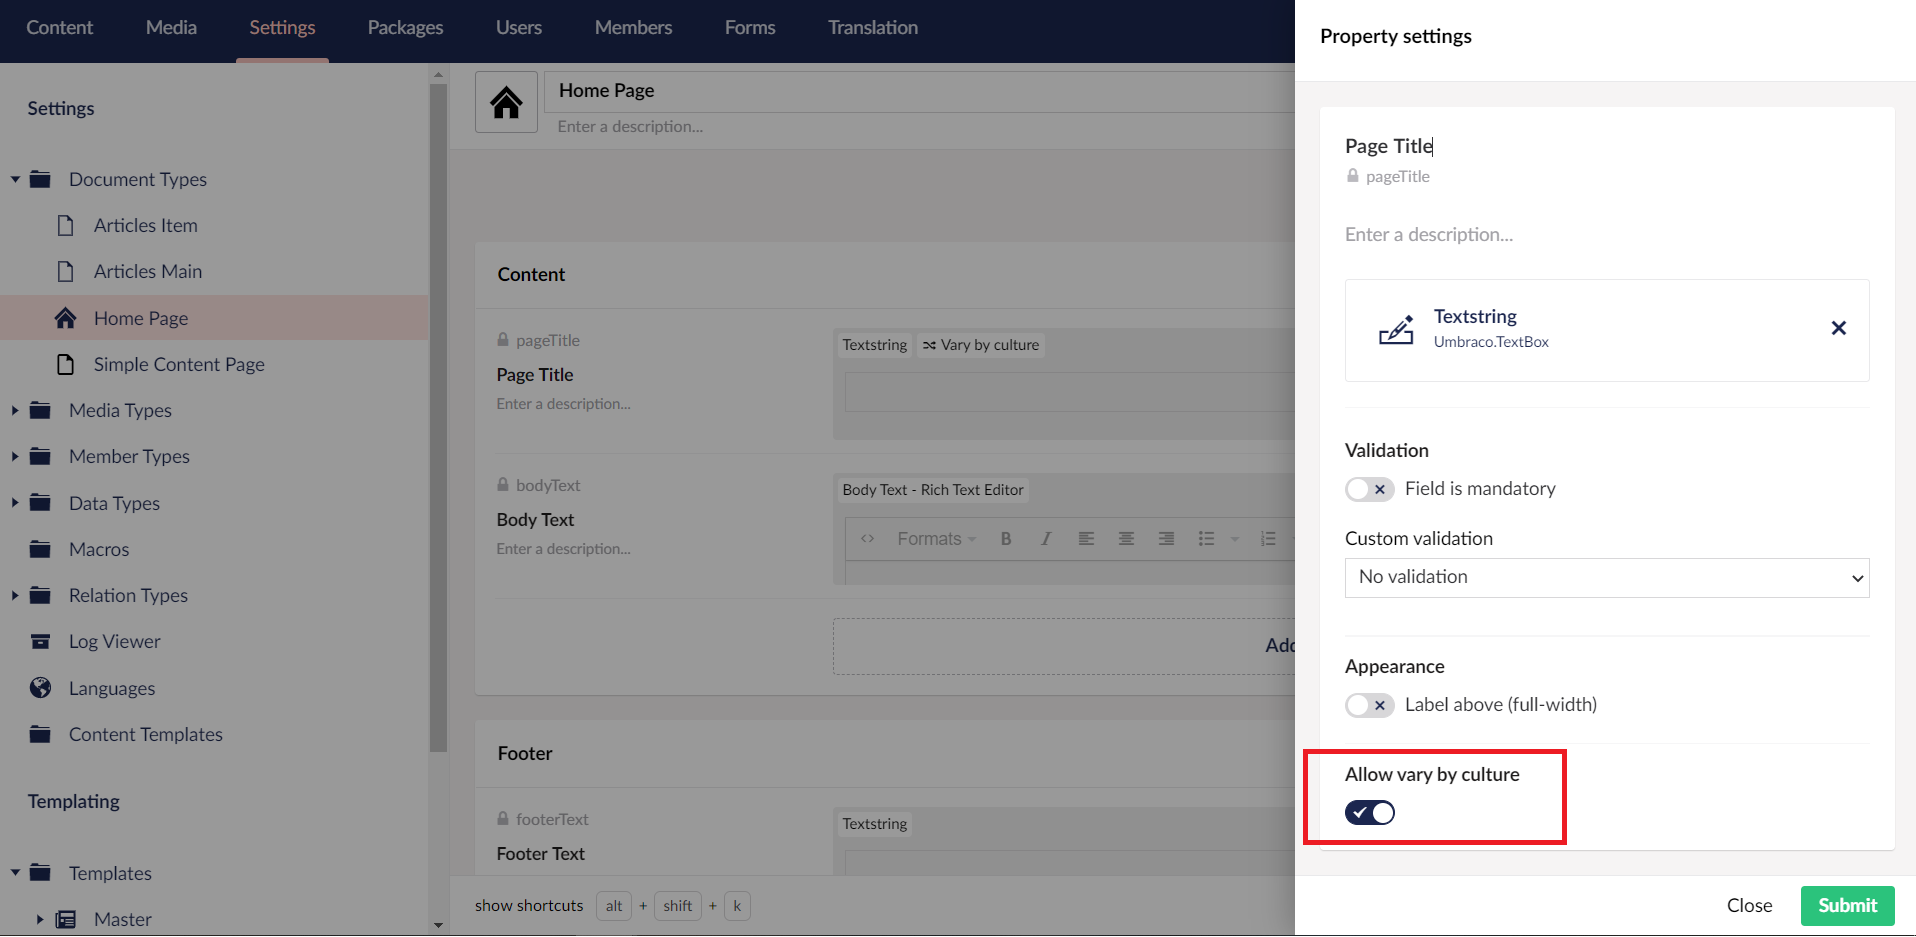 Content Media Settings Packages Users Members Forms Translation
Settings
Document Types
Articles Item
Articles Main
Home Page
Simple Content Page
Media Types
Member Types
Data Types
Macros
Relation Types
Log Viewer
Languages
Content Templates
Templating
Templates
Master
Home Page
Enter a description...
Content
pageTitle
Page Title
Enter a description...
Textstring Vary by culture
bodyText
Body Text
Enter a description...
Body Text - Rich Text Editor
Formats B I
Add
Footer
footerText
Footer Text
Textstring
show shortcuts alt + shift + k
Property settings
Page Title
pageTitle
Enter a description...
Textstring
Umbraco.TextBox
Validation
Field is mandatory
Custom validation
No validation
Appearance
Label above (full-width)
Allow vary by culture
Close Submit